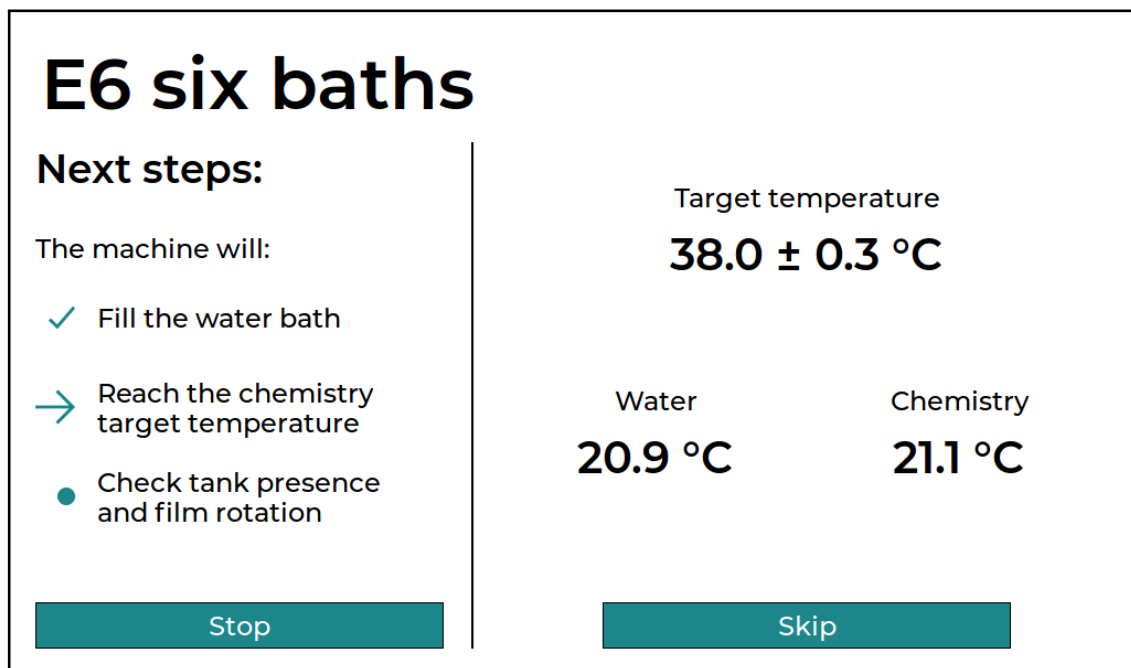 E6 six baths
Next steps:
The machine will:
Fill the water bath
Reach the chemistry
target temperature
Check tank presence
and film rotation
Stop
Target temperature
38.0 ± 0.3 °C
Water
20.9 °C
Chemistry
21.1 °C
Skip